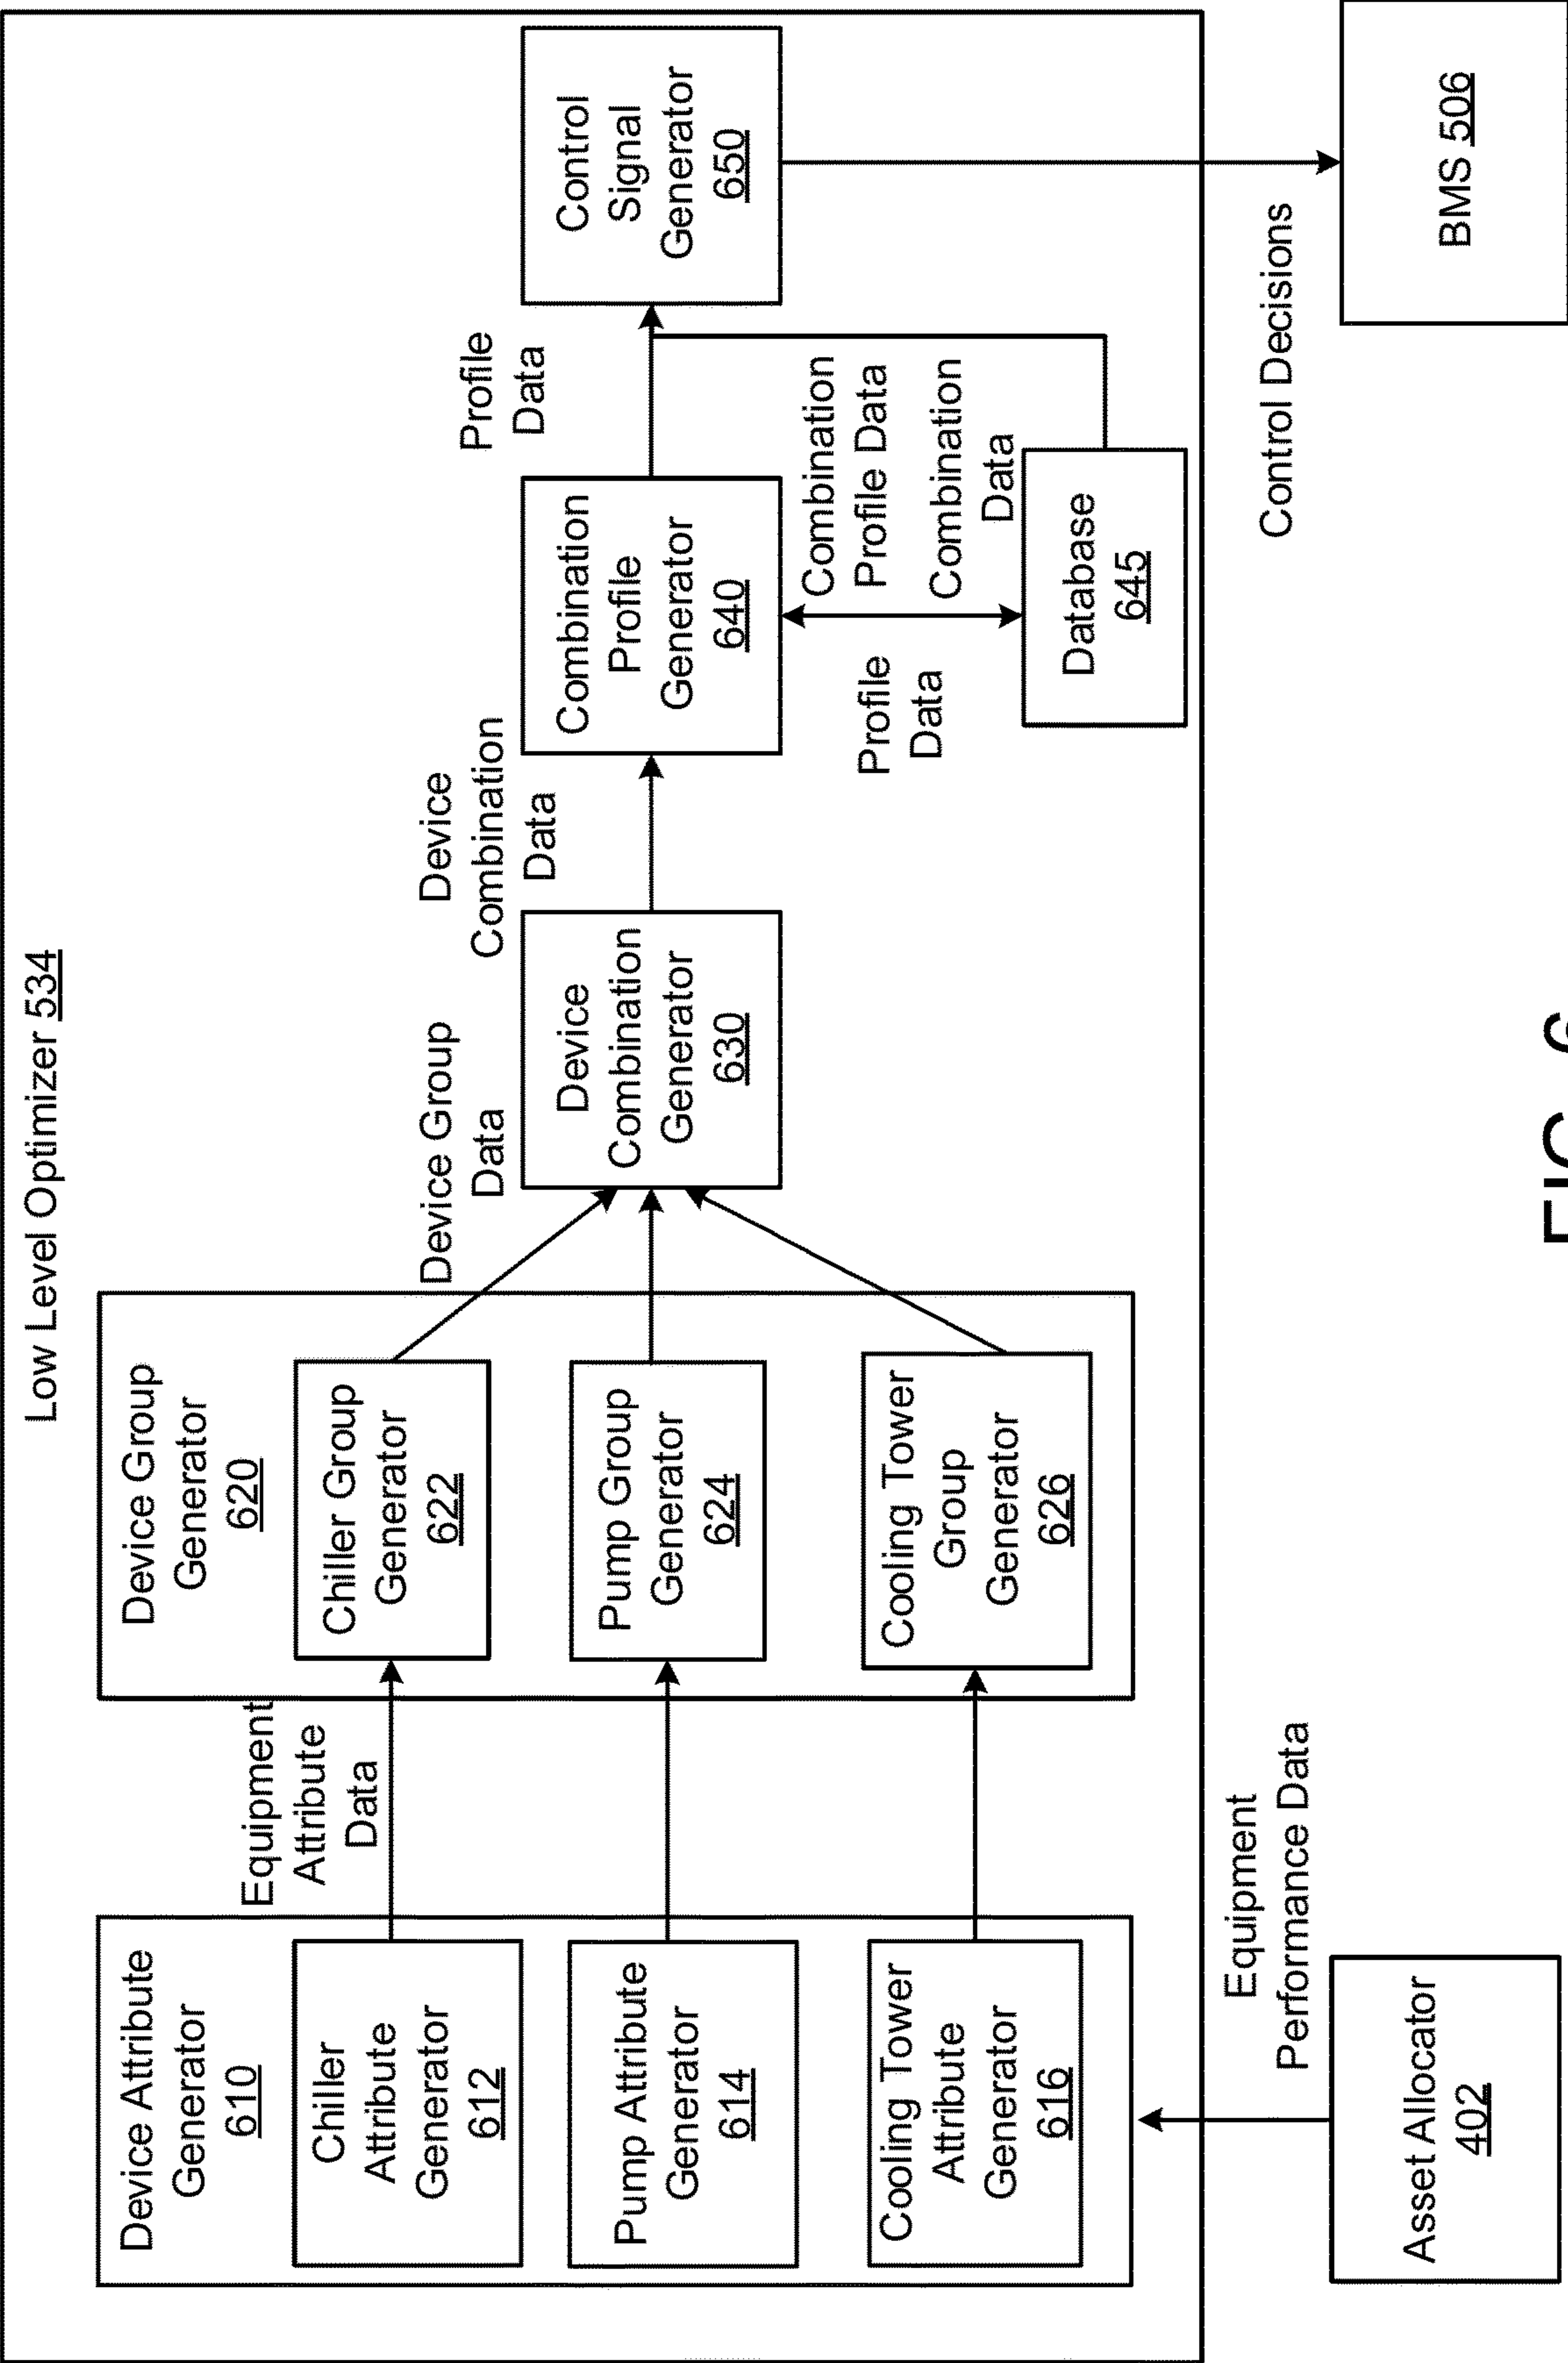 Low Level Optimizer 534
Device Attribute
Generator
610
Chiller
Attribute
Generator
612
Pump Attribute
Generator
614
Cooling Tower
Attribute
Generator
616
Equipment
Attribute
Data
Device Group
Generator
620
Chiller Group
Generator
622
Pump Group
Generator
624
Cooling Tower
Group
Generator
626
Device Group
Data
Device
Combination
Generator
630
Device
Combination
Data
Combination
Profile
Generator
640
Profile
Data
Combination
Profile Data
Combination
Data
Database
645
Profile
Data
Control
Signal
Generator
650
Equipment
Performance Data
Asset Allocator
402
Control Decisions
BMS 506